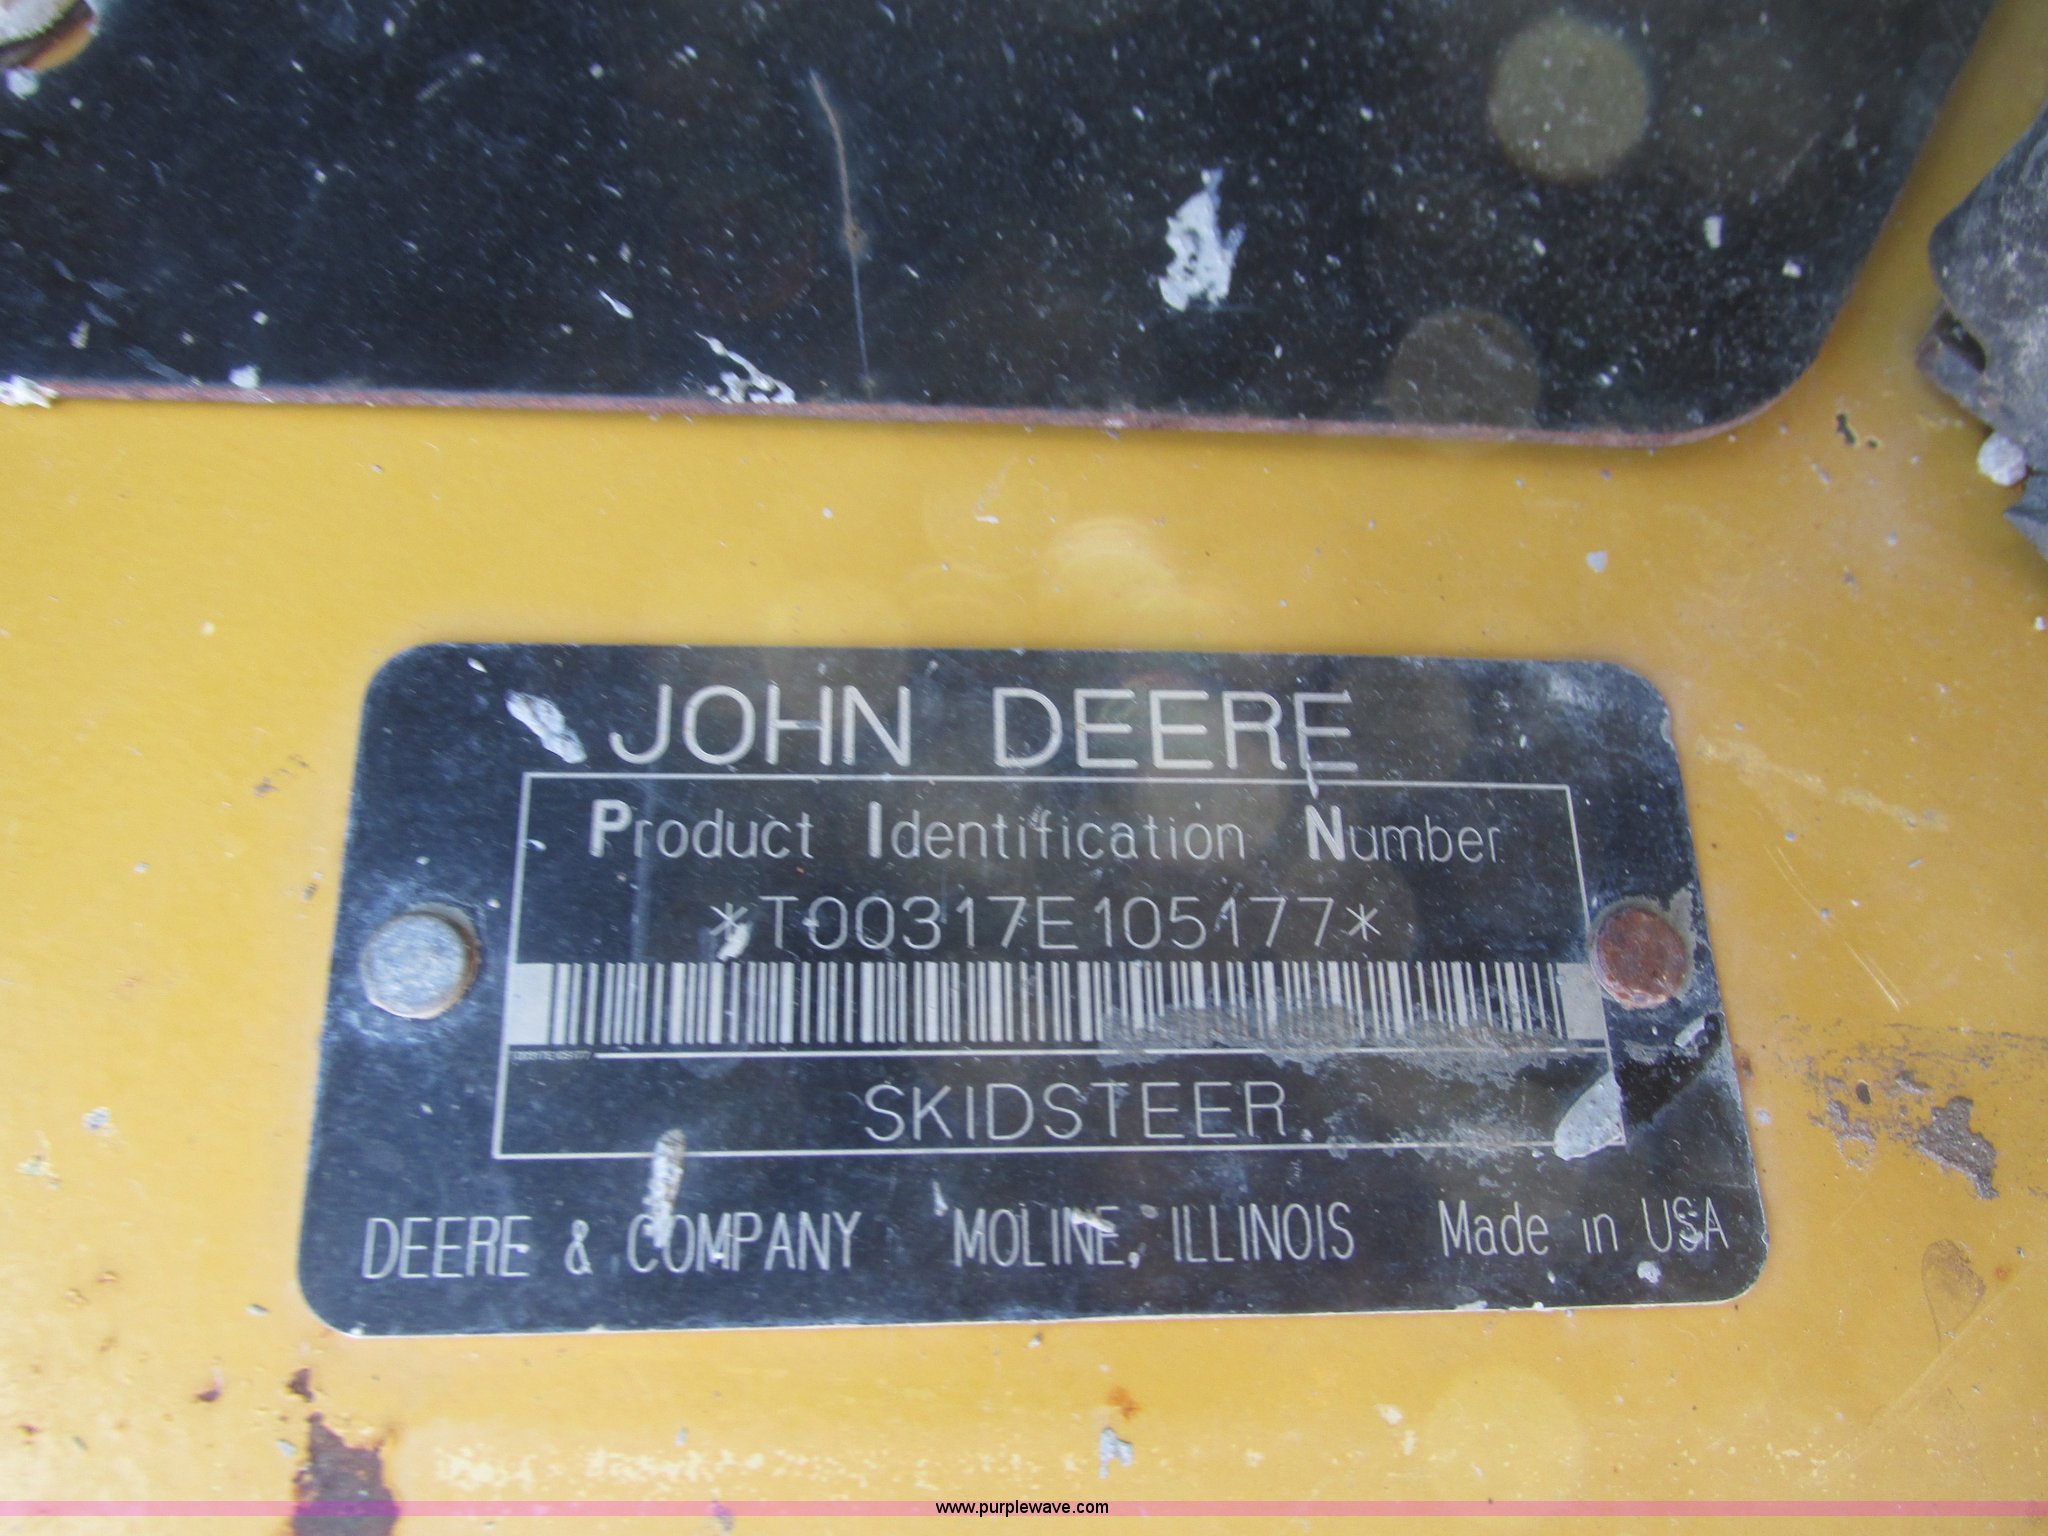 JOHN DEERE
Product Identification Number
*T00317E105177*
SKIDSTEER
DEERE & COMPANY MOLINE, ILLINOIS Made in USA
www.purplewave.com